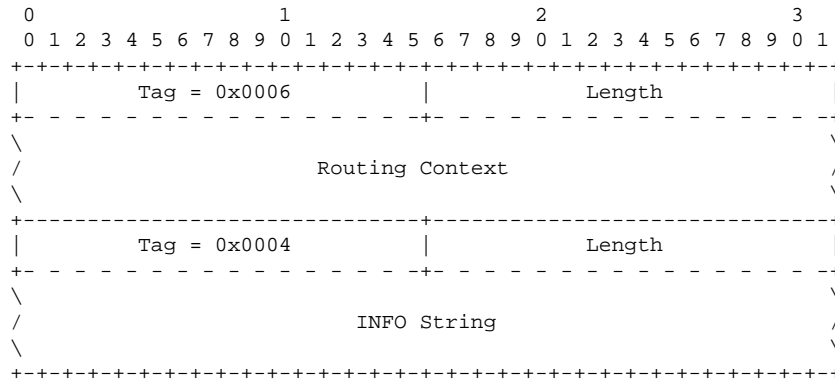 0                   1                   2                   3
 0 1 2 3 4 5 6 7 8 9 0 1 2 3 4 5 6 7 8 9 0 1 2 3 4 5 6 7 8 9 0 1
+-+-+-+-+-+-+-+-+-+-+-+-+-+-+-+-+-+-+-+-+-+-+-+-+-+-+-+-+-+-+-+-
|         Tag = 0x0006          |            Length             |
+- - - - - - - - - - - - - - - -+- - - - - - - - - - - - - - - --
\                                                               \
/                       Routing Context                         /
\                                                               \
+-------------------------------+--------------------------------
|         Tag = 0x0004          |            Length             |
+- - - - - - - - - - - - - - - -+- - - - - - - - - - - - - - - --
\                                                               \
/                          INFO String                          /
\                                                               \
+-+-+-+-+-+-+-+-+-+-+-+-+-+-+-+-+-+-+-+-+-+-+-+-+-+-+-+-+-+-+-+-